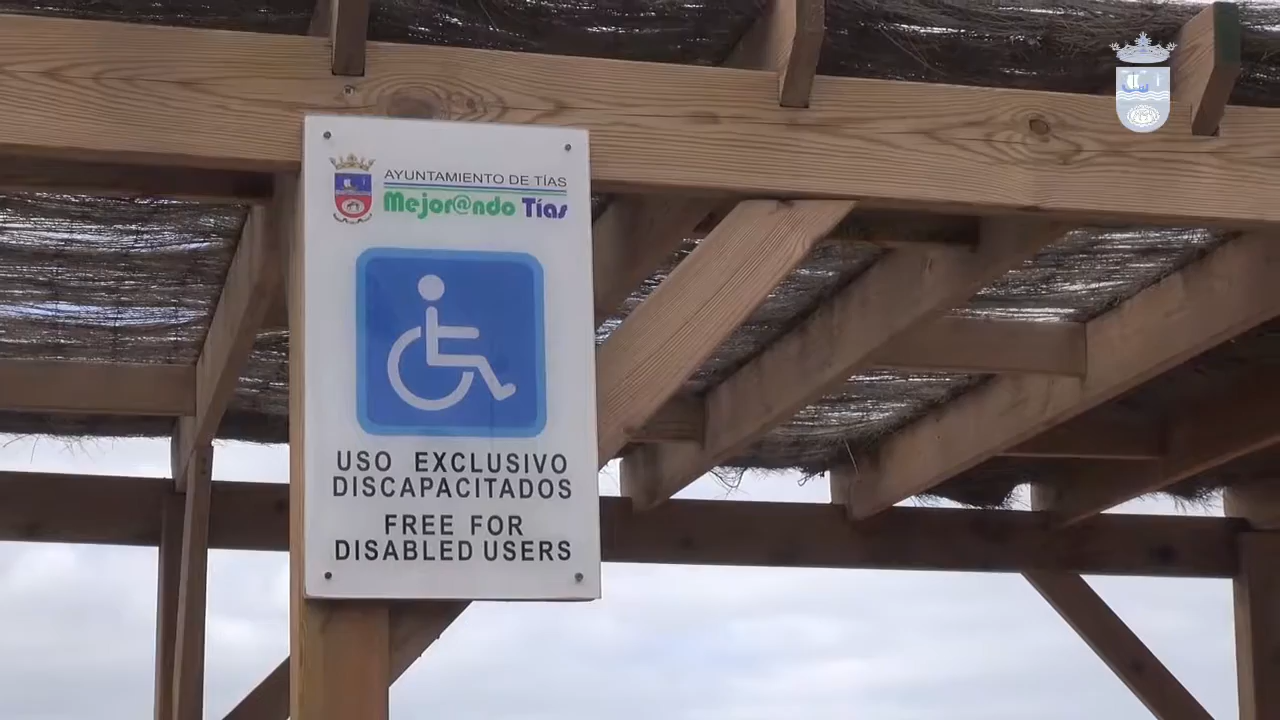 AYUNTAMIENTO DE TÍAS
Mejor@ndo Tías
USO EXCLUSIVO
DISCAPACITADOS
FREE FOR
DISABLED USERS